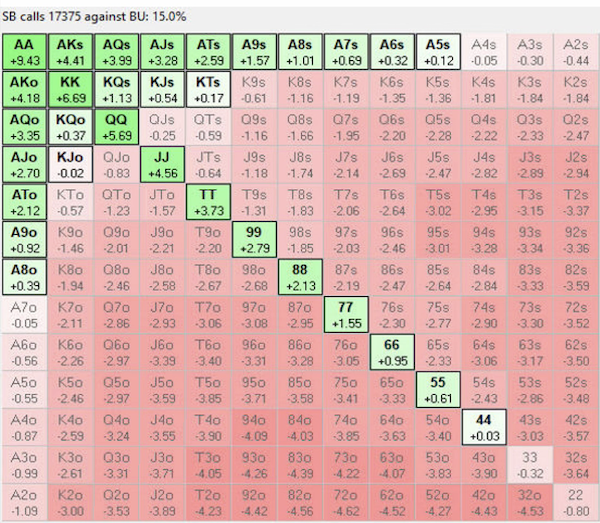 SB calls 17375 against BU: 15.0%
AA AKs AQs AJs ATs A9s A8s A7s A6s A5s A4s A3s A2s
+9.43 +4.41 +3.99 +3.28 +2.59 +1.57 +1.01 +0.69 +0.32 +0.12 -0.05 -0.30 -0.44
AKo KK KQs KJs KTs K9s K8s K7s K6s K5s K4s K3s K2s
+4.18 +6.69 +1.13 +0.54 +0.17 -0.61 -1.16 -1.19 -1.35 -1.36 -1.81 -1.84 -1.84
AQo KQo QQ QJs QTs Q9s Q8s Q7s Q6s Q5s Q4s Q3s Q2s
+3.35 +0.37 +5.69 -0.25 -0.59 -1.16 -1.66 -1.95 -2.20 -2.28 -2.22 -2.33 -2.47
AJo KJo QJo JJ JTs J9s J8s J7s J6s J5s J4s J3s J2s
+2.70 -0.02 -0.83 +4.56 -0.64 -1.18 -1.74 -2.14 -2.69 -2.47 -2.82 -2.89 -2.94
ATo KTo QTo JTo TT T9s T8s T7s T6s T5s T4s T3s T2s
+2.12 -0.57 -1.23 -1.57 +3.73 -1.31 -1.83 -2.06 -2.64 -3.02 -2.95 -3.15 -3.37
A9o K9o Q9o J9o T9o 99 98s 97s 96s 95s 94s 93s 92s
+0.92 -1.46 -2.01 -2.21 -2.20 +2.79 -1.85 -2.03 -2.46 -3.01 -3.28 -3.34 -3.36
A8o K8o Q8o J8o T8o 98o 88 87s 86s 85s 84s 83s 82s
+0.39 -1.94 -2.46 -2.58 -2.67 -2.68 +2.13 -2.19 -2.47 -2.64 -2.84 -3.33 -3.59
A7o K7o Q7o J7o T7o 97o 87o 77 76s 75s 74s 73s 72s
-0.05 -2.11 -2.86 -2.93 -3.06 -3.08 -2.95 +1.55 -2.30 -2.77 -2.90 -3.30 -3.52
A6o K6o Q6o J6o T6o 96o 86o 76o 66 65s 64s 63s 62s
-0.56 -2.26 -2.97 -3.39 -3.40 -3.31 -3.28 -3.05 +0.95 -2.33 -3.06 -3.17 -3.50
A5o K5o Q5o J5o T5o 95o 85o 75o 65o 55 54s 53s 52s
-0.55 -2.46 -2.97 -3.59 -3.85 -3.71 -3.58 -3.41 -3.33 +0.61 -2.43 -2.86 -3.48
A4o K4o Q4o J4o T4o 94o 84o 74o 64o 54o 44 43s 42s
-0.87 -2.59 -3.24 -3.55 -3.90 -4.09 -4.03 -3.85 -3.63 -3.40 +0.03 -3.03 -3.57
A3o K3o Q3o J3o T3o 93o 83o 73o 63o 53o 43o 33 32s
-0.99 -2.61 -3.31 -3.71 -4.05 -4.26 -4.39 -4.22 -4.07 -3.83 -3.90 -0.32 -3.64
A2o K2o Q2o J2o T2o 92o 82o 72o 62o 52o 42o 32o 22
-1.09 -3.00 -3.53 -3.89 -4.23 -4.42 -4.56 -4.62 -4.52 -4.27 -4.43 -4.53 -0.80